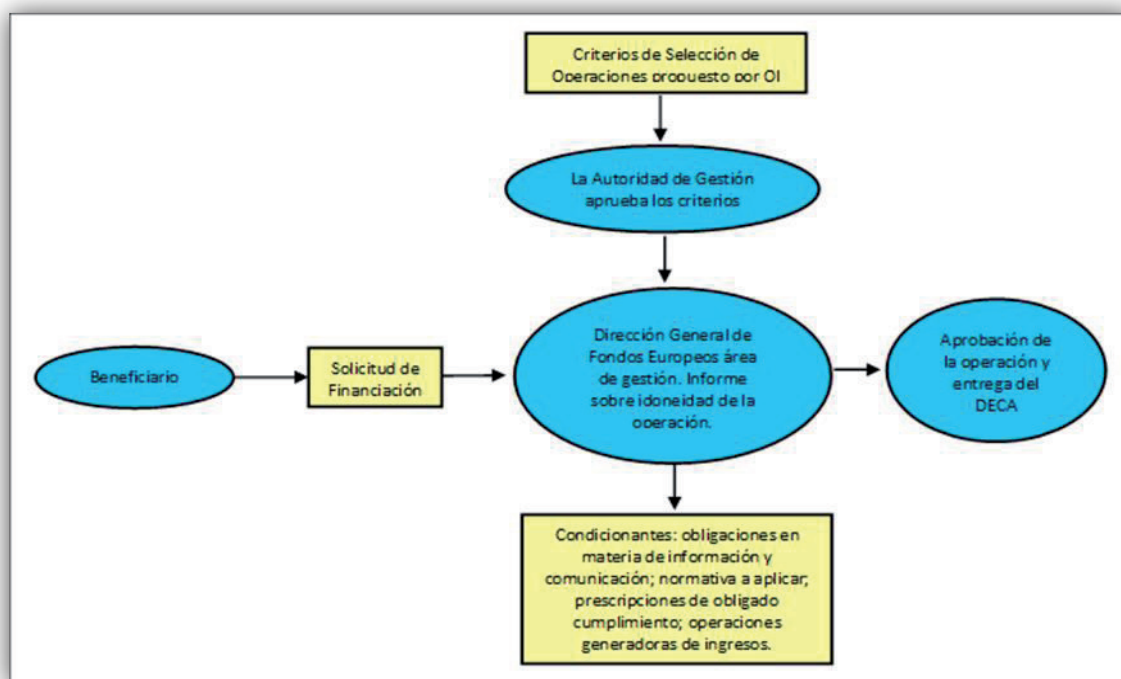 Criterios de Selección de
Operaciones propuesto por OI
La Autoridad de Gestión
aprueba los criterios
Beneficiario
Solicitud de
Financiación
Dirección General de
Fondos Europeos área
de gestión. Informe
sobre idoneidad de la
operación.
Aprobación de
la operación y
entrega del
DECA
Condicionantes: obligaciones en
materia de información y
comunicación; normativa a aplicar;
prescripciones de obligado
cumplimiento; operaciones
generadoras de ingresos.